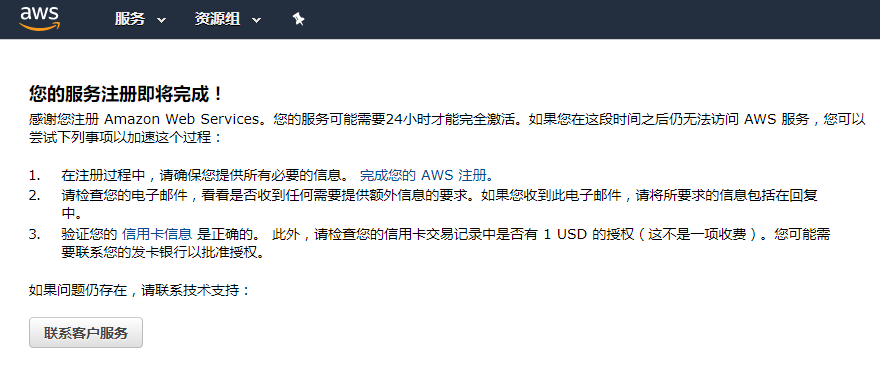 aws 服务 资源组
您的服务注册即将完成！
感谢您注册 Amazon Web Services。您的服务可能需要24小时才能完全激活。如果您在这段时间之后仍无法访问 AWS 服务，您可以
尝试下列事项以加速这个过程：
1. 在注册过程中，请确保您提供所有必要的信息。 完成您的 AWS 注册。
2. 请检查您的电子邮件，看看是否收到任何需要提供额外信息的要求。如果您收到此电子邮件，请将所要求的信息包括在回复
中。
3. 验证您的 信用卡信息 是正确的。 此外，请检查您的信用卡交易记录中是否有 1 USD 的授权（这不是一项收费）。您可能需
要联系您的发卡银行以批准授权。
如果问题仍存在，请联系技术支持：
联系客户服务